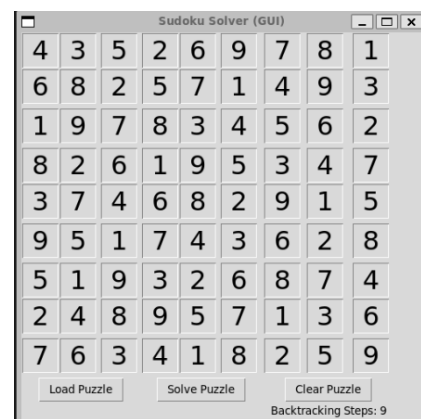 Sudoku Solver (GUI)
4 3 5 2 6 9 7 8 1
6 8 2 5 7 1 4 9 3
1 9 7 8 3 4 5 6 2
8 2 6 1 9 5 3 4 7
3 7 4 6 8 2 9 1 5
9 5 1 7 4 3 6 2 8
5 1 9 3 2 6 8 7 4
2 4 8 9 5 7 1 3 6
7 6 3 4 1 8 2 5 9
Load Puzzle Solve Puzzle Clear Puzzle
Backtracking Steps: 9